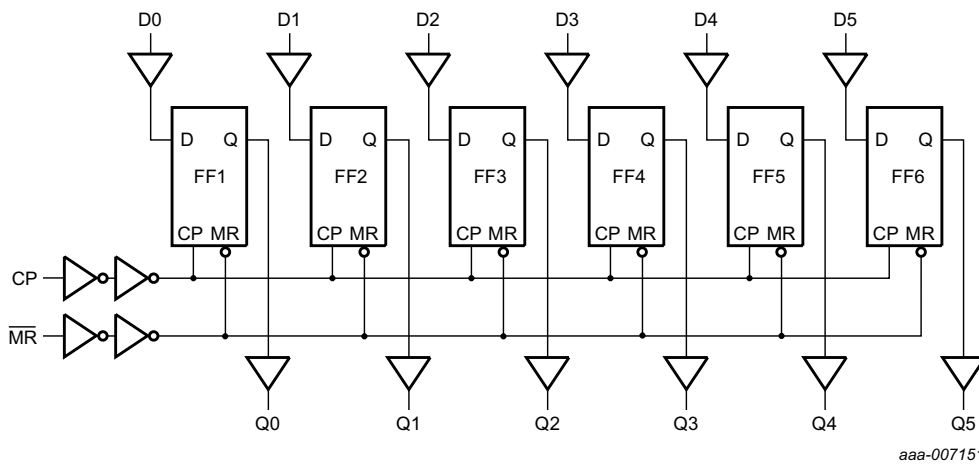 D0 D1 D2 D3 D4 D5
D Q D Q D Q D Q D Q D Q
FF1 FF2 FF3 FF4 FF5 FF6
CP MR CP MR CP MR CP MR CP MR CP MR
CP
M̅R̅
Q0 Q1 Q2 Q3 Q4 Q5